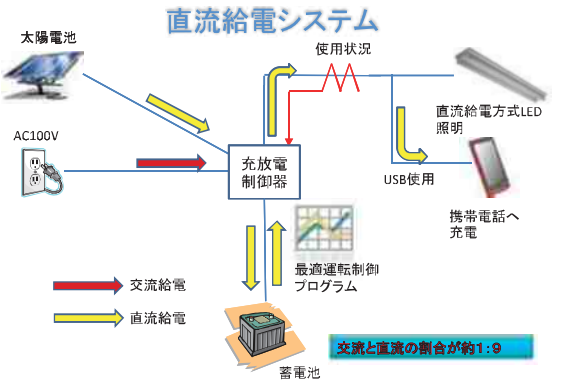 直流給電システム
太陽電池
使用状況
直流給電方式LED
照明
AC100V
充放電
制御器
USB使用
携帯電話へ
充電
最適運転制御
プログラム
交流給電
直流給電
交流と直流の割合が約１：９
蓄電池